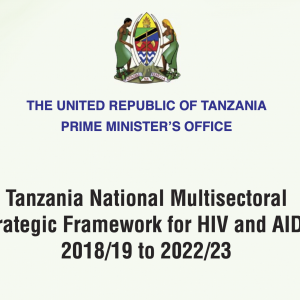 THE UNITED REPUBLIC OF TANZANIA
PRIME MINISTER'S OFFICE
Tanzania National Multisectoral
rategic Framework for HIV and AID
2018/19 to 2022/23